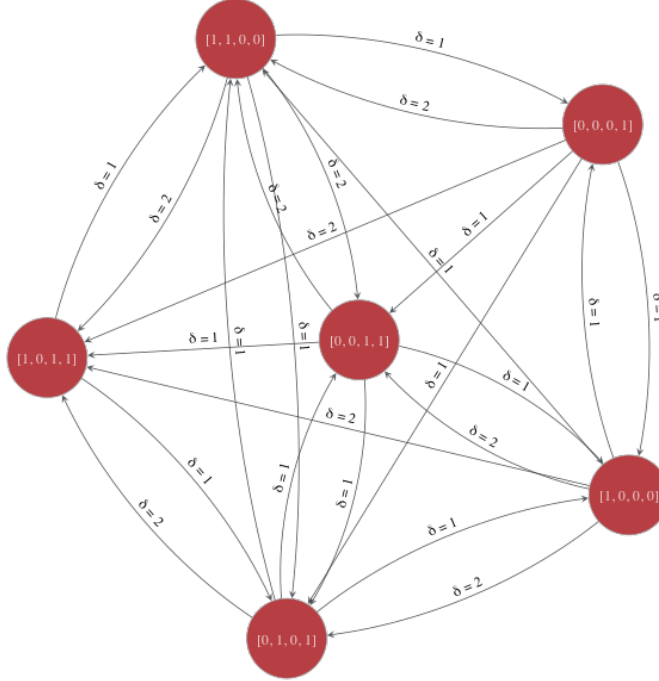 [1, 1, 0, 0]
δ = 1
δ = 2
[0, 0, 0, 1]
δ = 1
δ = 2
δ = 2
δ = 2
δ = 1
δ = 2
δ = 1
δ = 1
δ = 1
δ = 1
δ = 1
[0, 0, 1, 1]
[1, 0, 1, 1]
δ = 1
δ = 1
δ = 1
δ = 2
δ = 2
δ = 1
δ = 1
δ = 1
δ = 2
[1, 0, 0, 0]
δ = 1
δ = 2
[0, 1, 0, 1]